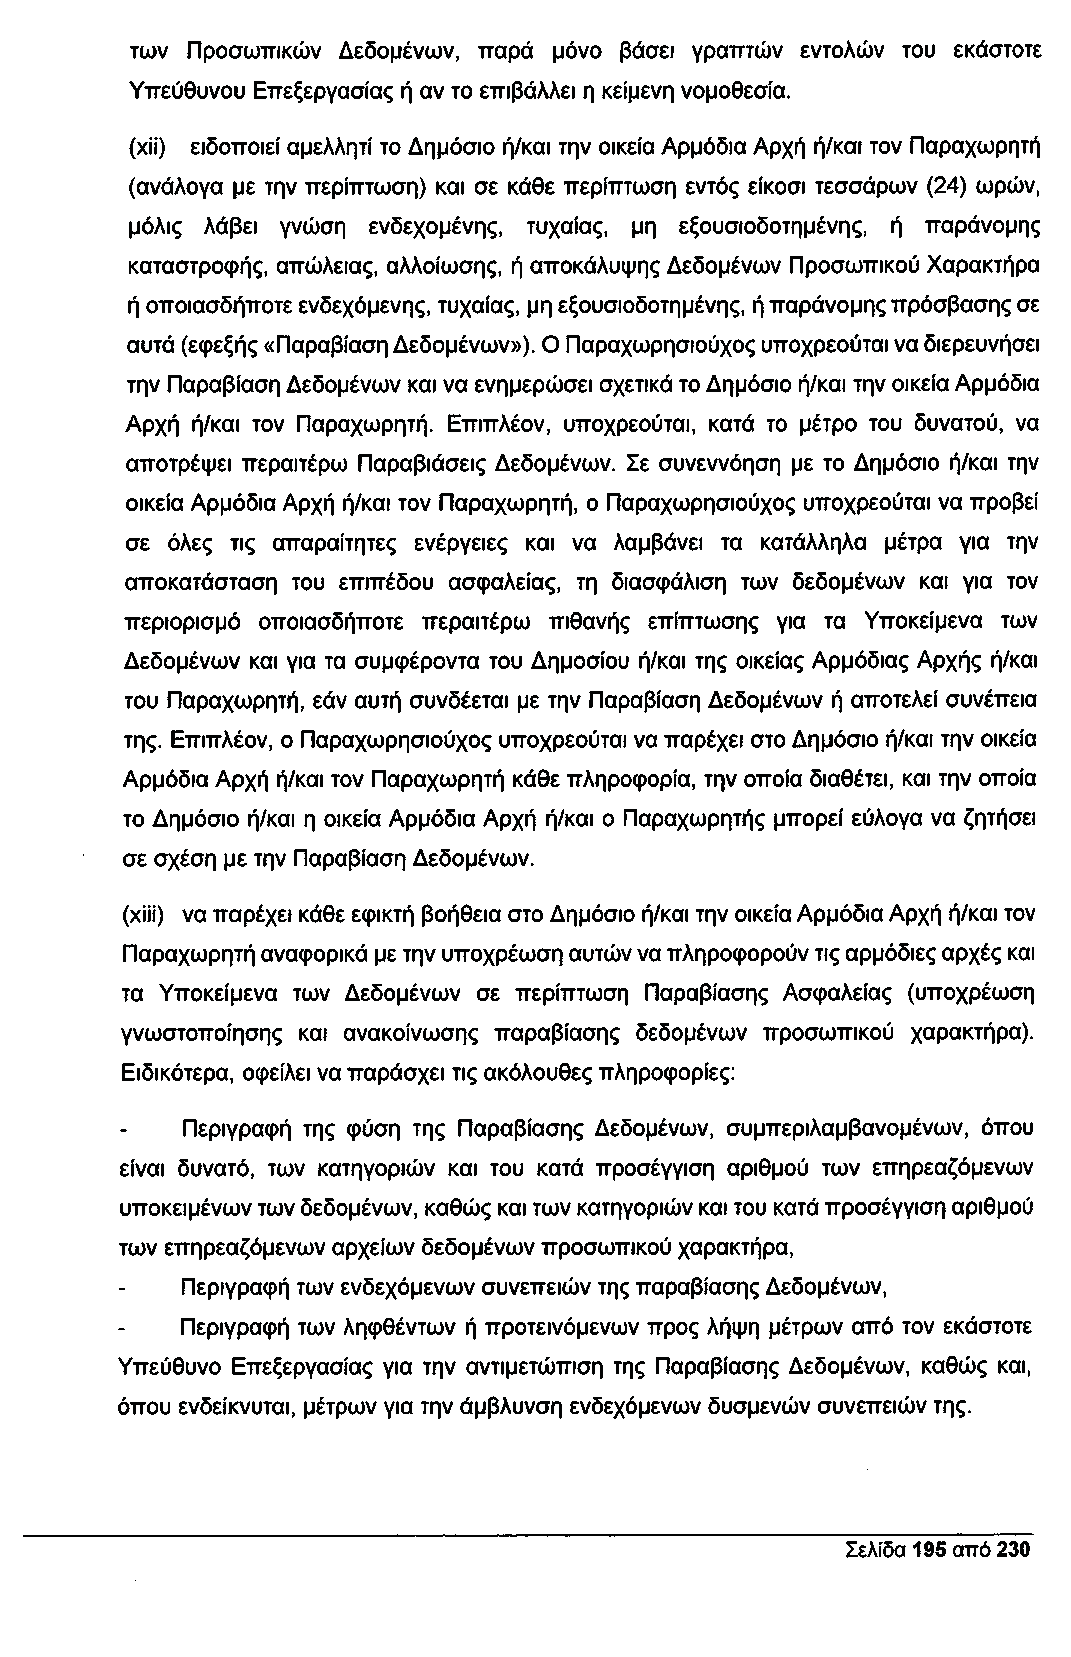 των Προσωπικών Δεδομένων, παρά μόνο βάσει γραπτών εντολών του εκάστοτε
Υπεύθυνου Επεξεργασίας ή αν το επιβάλλει η κείμενη νομοθεσία.
(xii) ειδοποιεί αμελλητί το Δημόσιο ή/και την οικεία Αρμόδια Αρχή ή/και τον Παραχωρητή
(ανάλογα με την περίπτωση) και σε κάθε περίπτωση εντός είκοσι τεσσάρων (24) ωρών,
μόλις λάβει γνώση ενδεχομένης, τυχαίας, μη εξουσιοδοτημένης, ή παράνομης
καταστροφής, απώλειας, αλλοίωσης, ή αποκάλυψης Δεδομένων Προσωπικού Χαρακτήρα
ή οποιασδήποτε ενδεχόμενης, τυχαίας, μη εξουσιοδοτημένης, ή παράνομης πρόσβασης σε
αυτά (εφεξής «Παραβίαση Δεδομένων»). Ο Παραχωρησιούχος υποχρεούται να διερευνήσει
την Παραβίαση Δεδομένων και να ενημερώσει σχετικά το Δημόσιο ή/και την οικεία Αρμόδια
Αρχή ή/και τον Παραχωρητή. Επιπλέον, υποχρεούται, κατά το μέτρο του δυνατού, να
αποτρέψει περαιτέρω Παραβιάσεις Δεδομένων. Σε συνεννόηση με το Δημόσιο ή/και την
οικεία Αρμόδια Αρχή ή/και τον Παραχωρητή, ο Παραχωρησιούχος υποχρεούται να προβεί
σε όλες τις απαραίτητες ενέργειες και να λαμβάνει τα κατάλληλα μέτρα για την
αποκατάσταση του επιπέδου ασφαλείας, τη διασφάλιση των δεδομένων και για τον
περιορισμό οποιασδήποτε περαιτέρω πιθανής επίπτωσης για τα Υποκείμενα των
Δεδομένων και για τα συμφέροντα του Δημοσίου ή/και της οικείας Αρμόδιας Αρχής ή/και
του Παραχωρητή, εάν αυτή συνδέεται με την Παραβίαση Δεδομένων ή αποτελεί συνέπεια
της. Επιπλέον, ο Παραχωρησιούχος υποχρεούται να παρέχει στο Δημόσιο ή/και την οικεία
Αρμόδια Αρχή ή/και τον Παραχωρητή κάθε πληροφορία, την οποία διαθέτει, και την οποία
το Δημόσιο ή/και η οικεία Αρμόδια Αρχή ή/και ο Παραχωρητής μπορεί εύλογα να ζητήσει
σε σχέση με την Παραβίαση Δεδομένων.
(xiii) να παρέχει κάθε εφικτή βοήθεια στο Δημόσιο ή/και την οικεία Αρμόδια Αρχή ή/και τον
Παραχωρητή αναφορικά με την υποχρέωση αυτών να πληροφορούν τις αρμόδιες αρχές και
τα Υποκείμενα των Δεδομένων σε περίπτωση Παραβίασης Ασφαλείας (υποχρέωση
γνωστοποίησης και ανακοίνωσης παραβίασης δεδομένων προσωπικού χαρακτήρα).
Ειδικότερα, οφείλει να παράσχει τις ακόλουθες πληροφορίες:
- Περιγραφή της φύση της Παραβίασης Δεδομένων, συμπεριλαμβανομένων, όπου
είναι δυνατό, των κατηγοριών και του κατά προσέγγιση αριθμού των επηρεαζόμενων
υποκειμένων των δεδομένων, καθώς και των κατηγοριών και του κατά προσέγγιση αριθμού
των επηρεαζόμενων αρχείων δεδομένων προσωπικού χαρακτήρα,
- Περιγραφή των ενδεχόμενων συνεπειών της παραβίασης Δεδομένων,
- Περιγραφή των ληφθέντων ή προτεινόμενων προς λήψη μέτρων από τον εκάστοτε
Υπεύθυνο Επεξεργασίας για την αντιμετώπιση της Παραβίασης Δεδομένων, καθώς και,
όπου ενδείκνυται, μέτρων για την άμβλυνση ενδεχόμενων δυσμενών συνεπειών της.
Σελίδα 195 από 230